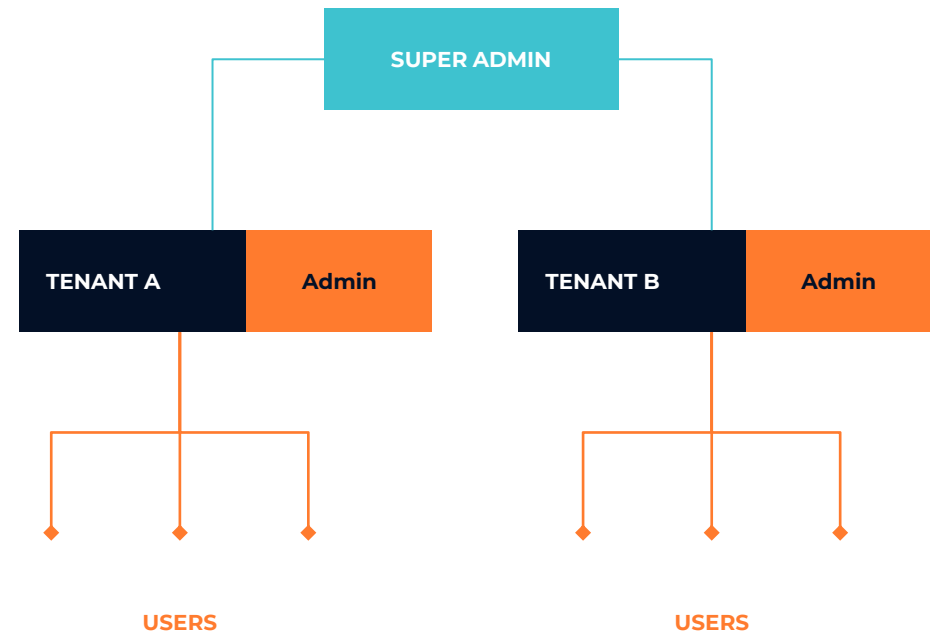 SUPER ADMIN
TENANT A
Admin
TENANT B
Admin
USERS
USERS